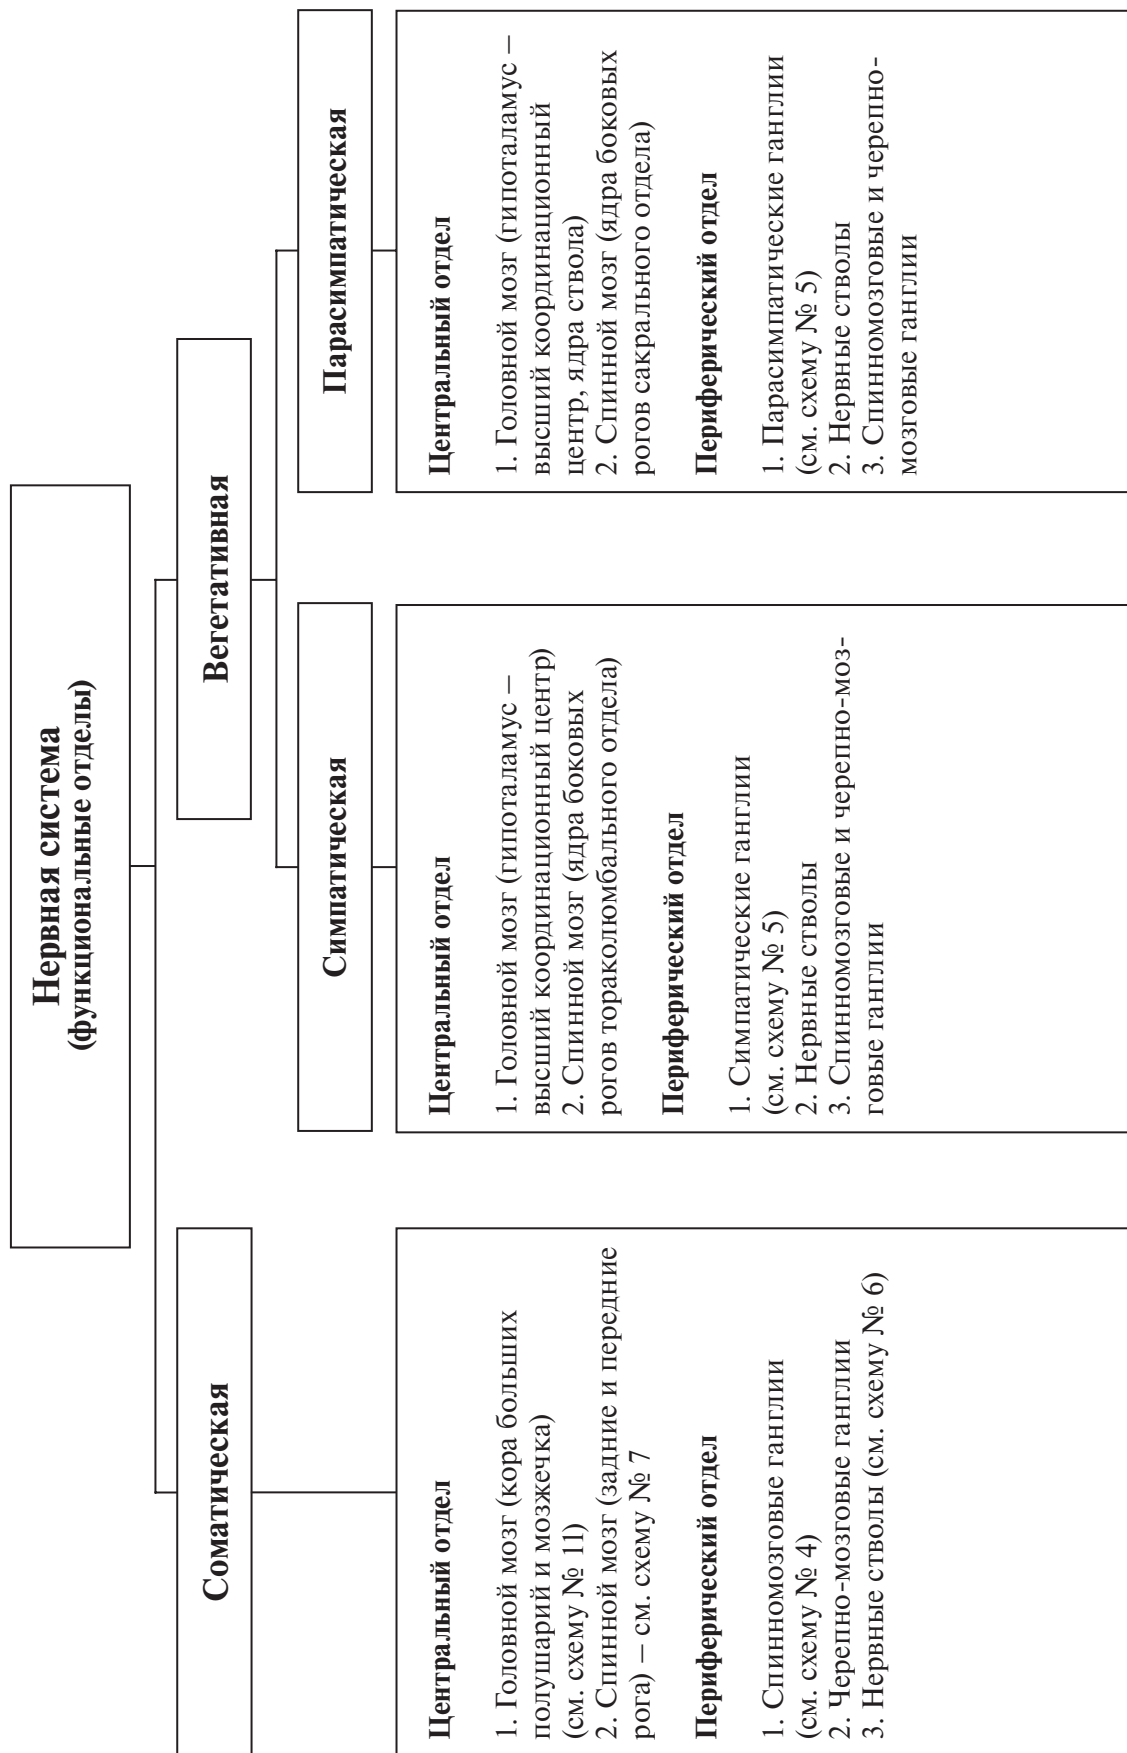 Нервная система
(функциональные отделы)
Соматическая
Вегетативная
Симпатическая
Парасимпатическая
Центральный отдел
1. Головной мозг (кора больших
полушарий и мозжечка)
(см. схему № 11)
2. Спинной мозг (задние и передние
рога) — см. схему № 7
Периферический отдел
1. Спинномозговые ганглии
(см. схему № 4)
2. Черепно-мозговые ганглии
3. Нервные стволы (см. схему № 6)
Центральный отдел
1. Головной мозг (гипоталамус —
высший координационный центр)
2. Спинной мозг (ядра боковых
рогов тораколюмбального отдела)
Периферический отдел
1. Симпатические ганглии
(см. схему № 5)
2. Нервные стволы
3. Спинномозговые и черепно-моз-
говые ганглии
Центральный отдел
1. Головной мозг (гипоталамус —
высший координационный
центр, ядра ствола)
2. Спинной мозг (ядра боковых
рогов сакрального отдела)
Периферический отдел
1. Парасимпатические ганглии
(см. схему № 5)
2. Нервные стволы
3. Спинномозговые и черепно-
мозговые ганглии